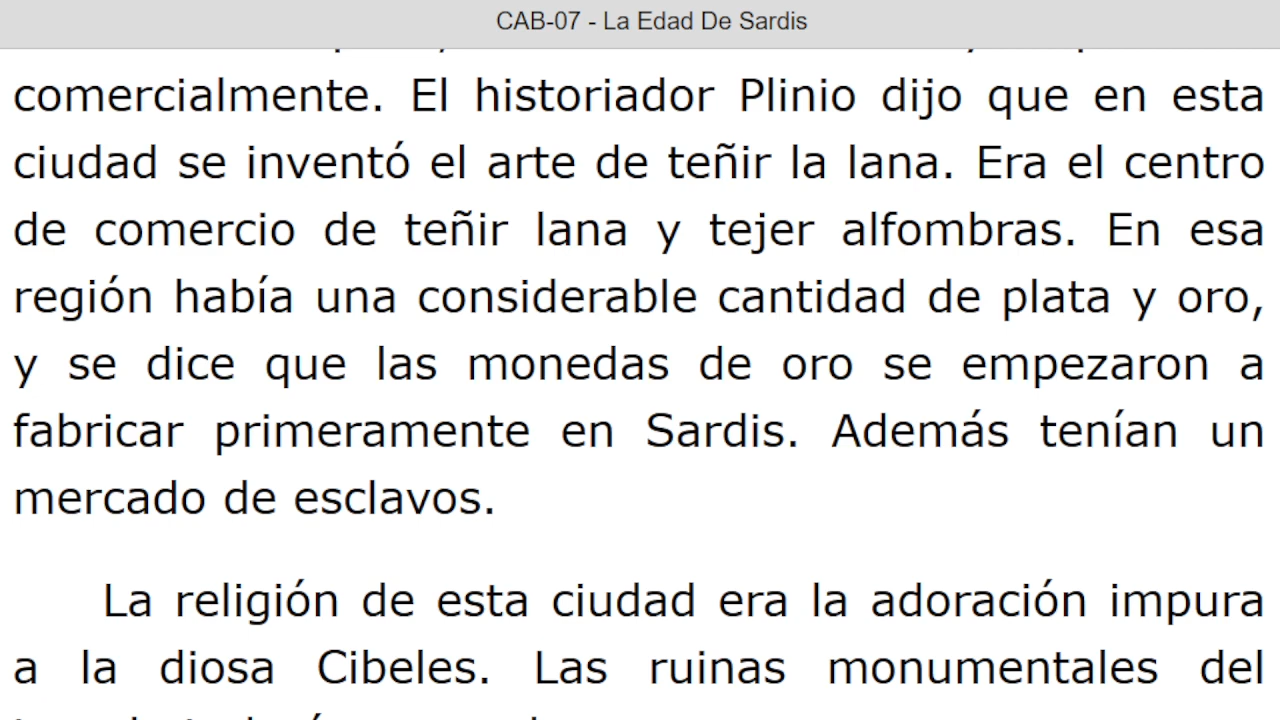 CAB-07 - La Edad De Sardis
comercialmente. El historiador Plinio dijo que en esta
ciudad se inventó el arte de teñir la lana. Era el centro
de comercio de teñir lana y tejer alfombras. En esa
región había una considerable cantidad de plata y oro,
y se dice que las monedas de oro se empezaron a
fabricar primeramente en Sardis. Además tenían un
mercado de esclavos.
La religión de esta ciudad era la adoración impura
a la diosa Cibeles. Las ruinas monumentales del